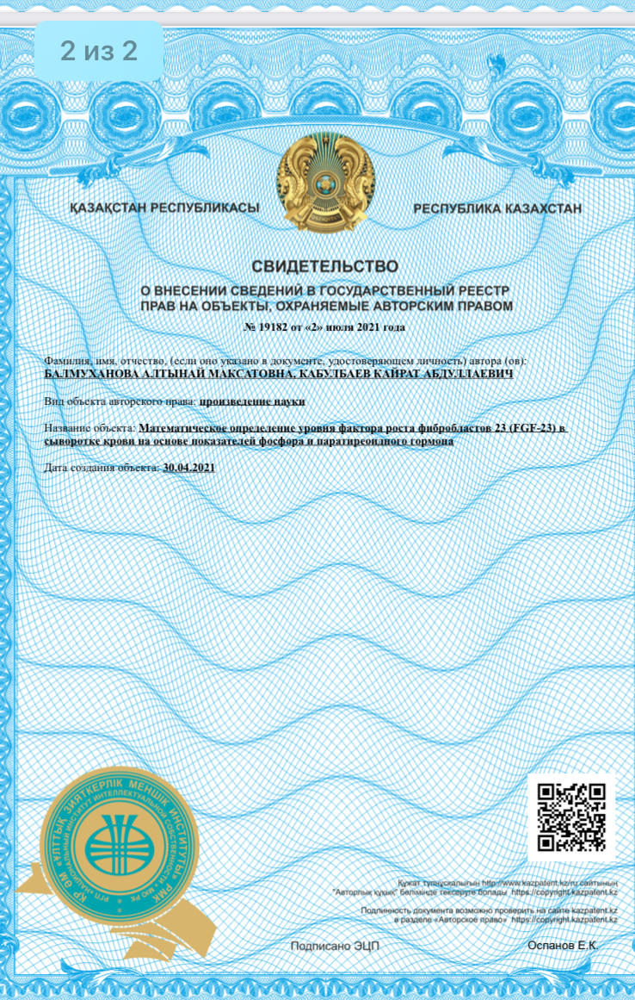 2 из 2
ҚАЗАҚСТАН РЕСПУБЛИКАСЫ
РЕСПУБЛИКА КАЗАХСТАН
СВИДЕТЕЛЬСТВО
О ВНЕСЕНИИ СВЕДЕНИЙ В ГОСУДАРСТВЕННЫЙ РЕЕСТР
ПРАВ НА ОБЪЕКТЫ, ОХРАНЯЕМЫЕ АВТОРСКИМ ПРАВОМ
№ 19182 от «2» июля 2021 года
Фамилия, имя, отчество, (если оно указано в документе, удостоверяющем личность) автора (ов):
БАЛМУХАНОВА АЛТЫНАЙ МАКСАТОВНА, КАБУЛБАЕВ КАЙРАТ АБДУЛЛАЕВИЧ
Вид объекта авторского права: произведение науки
Название объекта: Математическое определение уровня фактора роста фибробластов 23 (FGF-23) в
сыворотке крови на основе показателей фосфора и паратиреоидного гормона
Дата создания объекта: 30.04.2021
ҚР ӘМ «ҰЛТТЫҚ ЗИЯТКЕРЛІК МЕНШІК ИНСТИТУТЫ» РМК
РГП «НАЦИОНАЛЬНЫЙ ИНСТИТУТ ИНТЕЛЛЕКТУАЛЬНОЙ СОБСТВЕННОСТИ» МЮ РК
Құжат түпнұсқалығын http://www.kazpatent.kz/ru сайтының
"Авторлық құқық" бөлімінде тексеруге болады https://copyright.kazpatent.kz
Подлинность документа возможно проверить на сайте kazpatent.kz
в разделе «Авторское право» https://copyright.kazpatent.kz
Подписано ЭЦП
Оспанов Е.К.